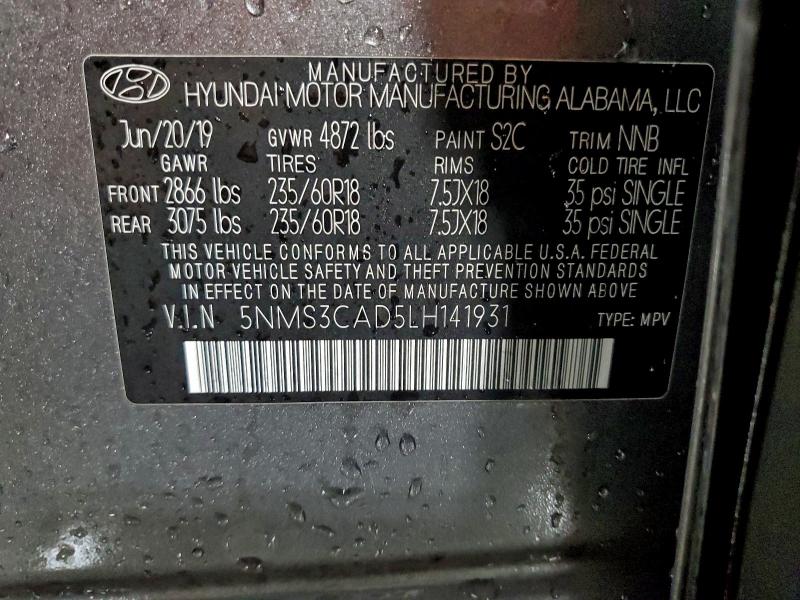 MANUFACTURED BY
HYUNDAI MOTOR MANUFACTURING ALABAMA, LLC
Jun/20/19 GVWR 4872 lbs PAINT S2C TRIM NNB
GAWR TIRES RIMS COLD TIRE INFL
FRONT 2866 lbs 235/60R18 7.5JX18 35 psi SINGLE
REAR 3075 lbs 235/60R18 7.5JX18 35 psi SINGLE
THIS VEHICLE CONFORMS TO ALL APPLICABLE U.S.A. FEDERAL
MOTOR VEHICLE SAFETY AND THEFT PREVENTION STANDARDS
IN EFFECT ON THE DATE OF MANUFACTURE SHOWN ABOVE
V.I.N 5NMS3CAD5LH141931 TYPE: MPV